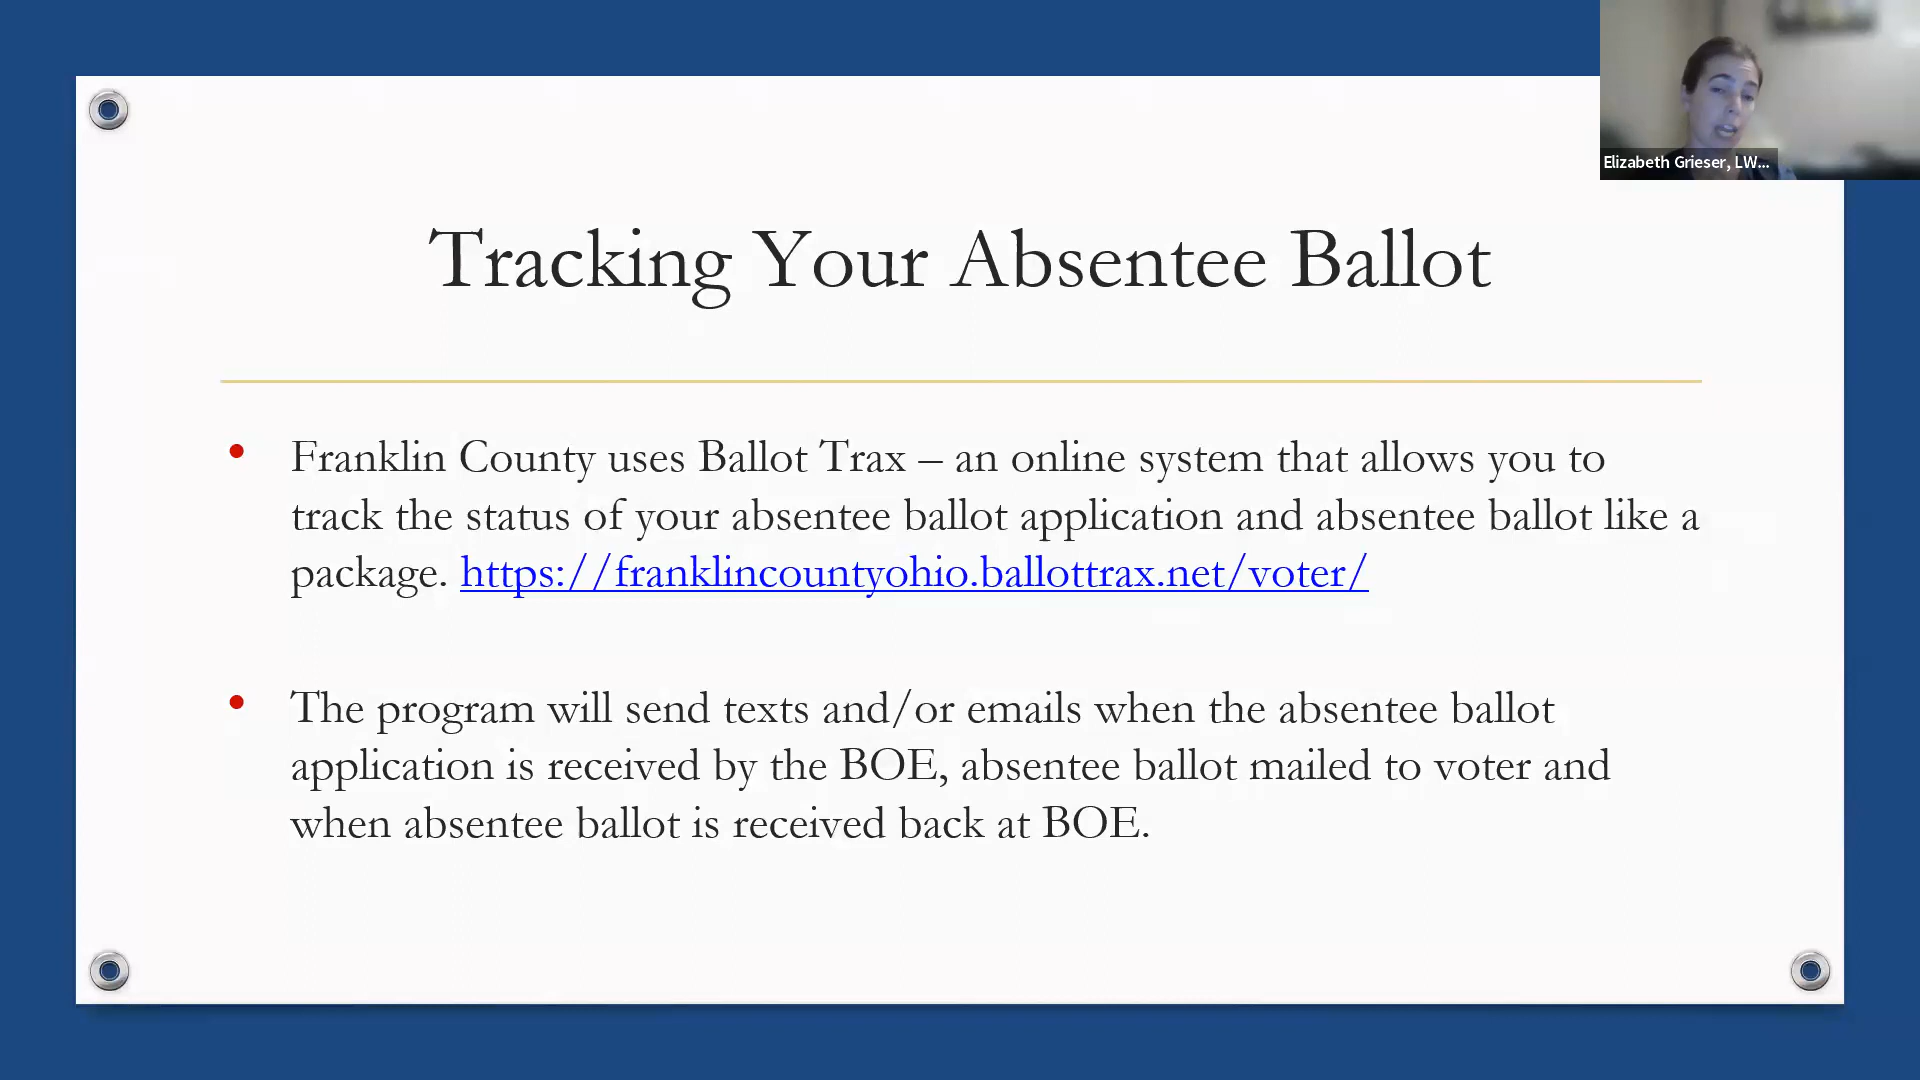 Elizabeth Grieser, LW...
Tracking Your Absentee Ballot
• Franklin County uses Ballot Trax – an online system that allows you to
track the status of your absentee ballot application and absentee ballot like a
package. https://franklincountyohio.ballottrax.net/voter/
• The program will send texts and/or emails when the absentee ballot
application is received by the BOE, absentee ballot mailed to voter and
when absentee ballot is received back at BOE.